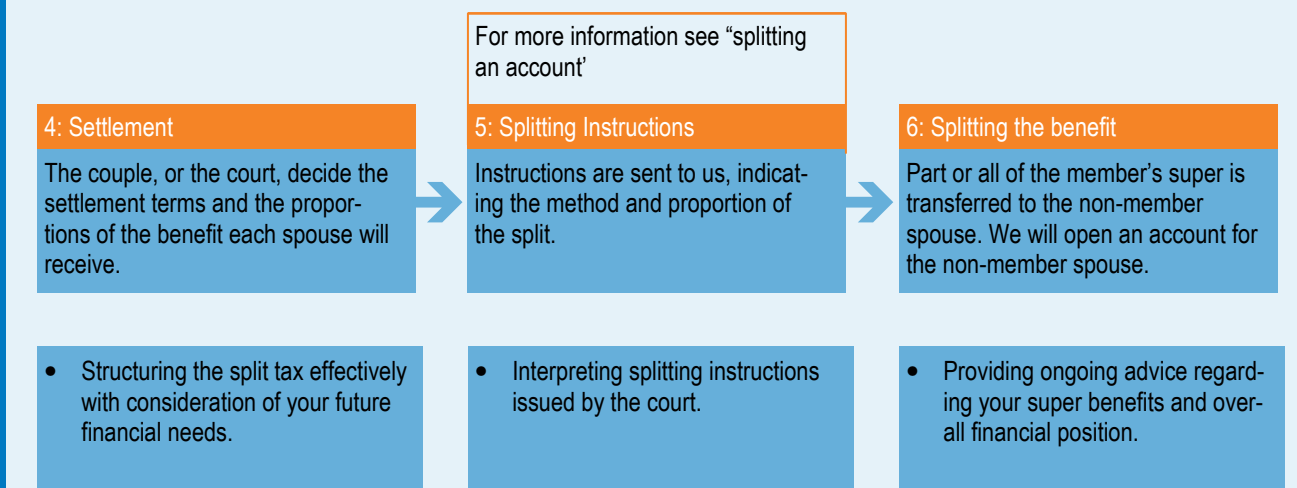 For more information see “splitting
an account’
4: Settlement
The couple, or the court, decide the
settlement terms and the propor-
tions of the benefit each spouse will
receive.
5: Splitting Instructions
Instructions are sent to us, indicat-
ing the method and proportion of
the split.
6: Splitting the benefit
Part or all of the member’s super is
transferred to the non-member
spouse. We will open an account for
the non-member spouse.
• Structuring the split tax effectively
with consideration of your future
financial needs.
• Interpreting splitting instructions
issued by the court.
• Providing ongoing advice regard-
ing your super benefits and over-
all financial position.